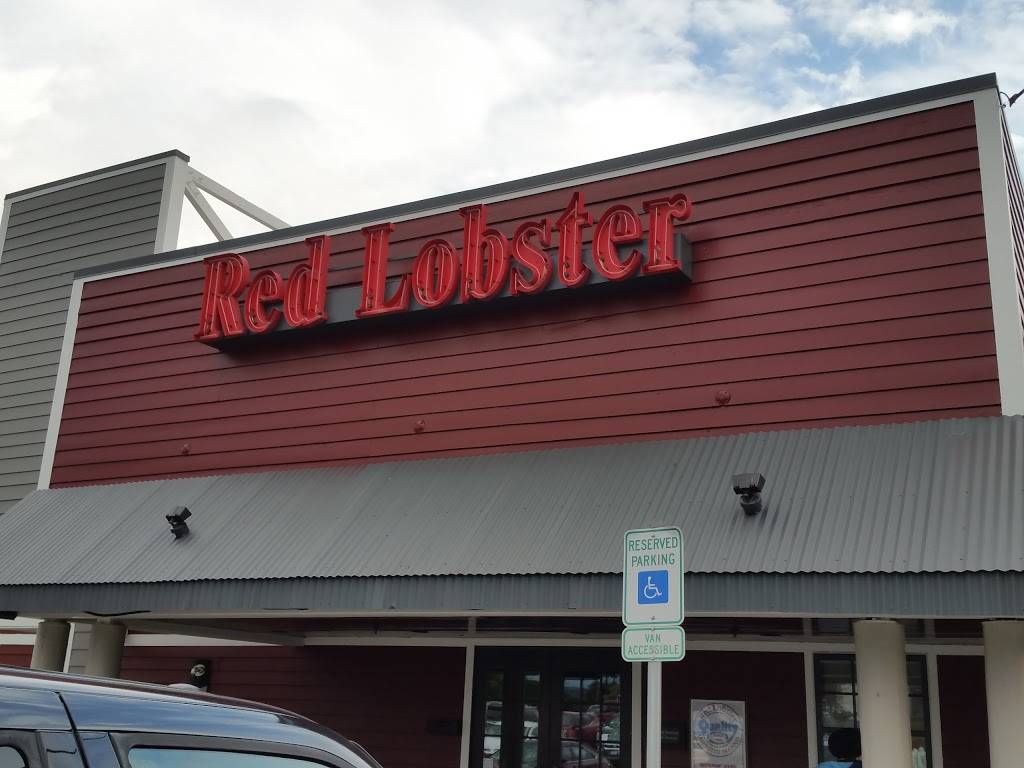 Red Lobster
RESERVED
PARKING
VAN
ACCESSIBLE